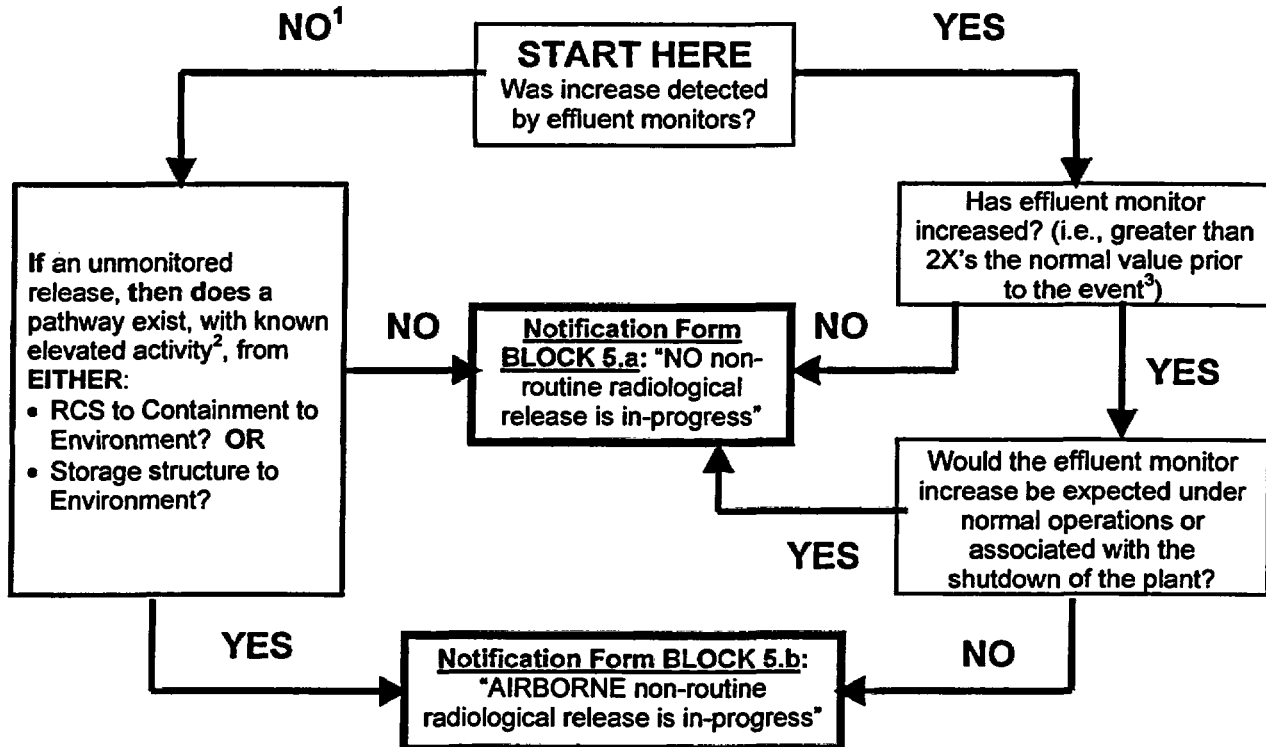 NO¹
YES
START HERE
Was increase detected
by effluent monitors?
If an unmonitored
release, then does a
pathway exist, with known
elevated activity², from
EITHER:
• RCS to Containment to
Environment? OR
• Storage structure to
Environment?
Has effluent monitor
increased? (i.e., greater than
2X's the normal value prior
to the event³)
NO
Notification Form
BLOCK 5.a: "NO non-
routine radiological
release is in-progress"
NO
YES
Would the effluent monitor
increase be expected under
normal operations or
associated with the
shutdown of the plant?
YES
YES
Notification Form BLOCK 5.b:
"AIRBORNE non-routine
radiological release is in-progress"
NO